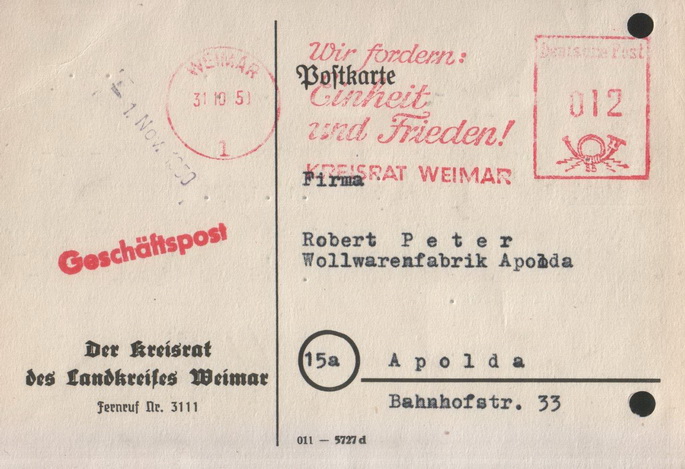 WEIMAR
31 10 51
1
1. Nov.
Wir fordern:
Postkarte
Einheit
und Frieden!
KREISRAT WEIMAR
Deutsche Post
012
Firma
Geschäftspost
Robert Peter
Wollwarenfabrik Apolda
Der Kreisrat
des Landkreises Weimar
Fernruf Nr. 3111
15a Apolda
Bahnhofstr. 33
011 — 5727 d